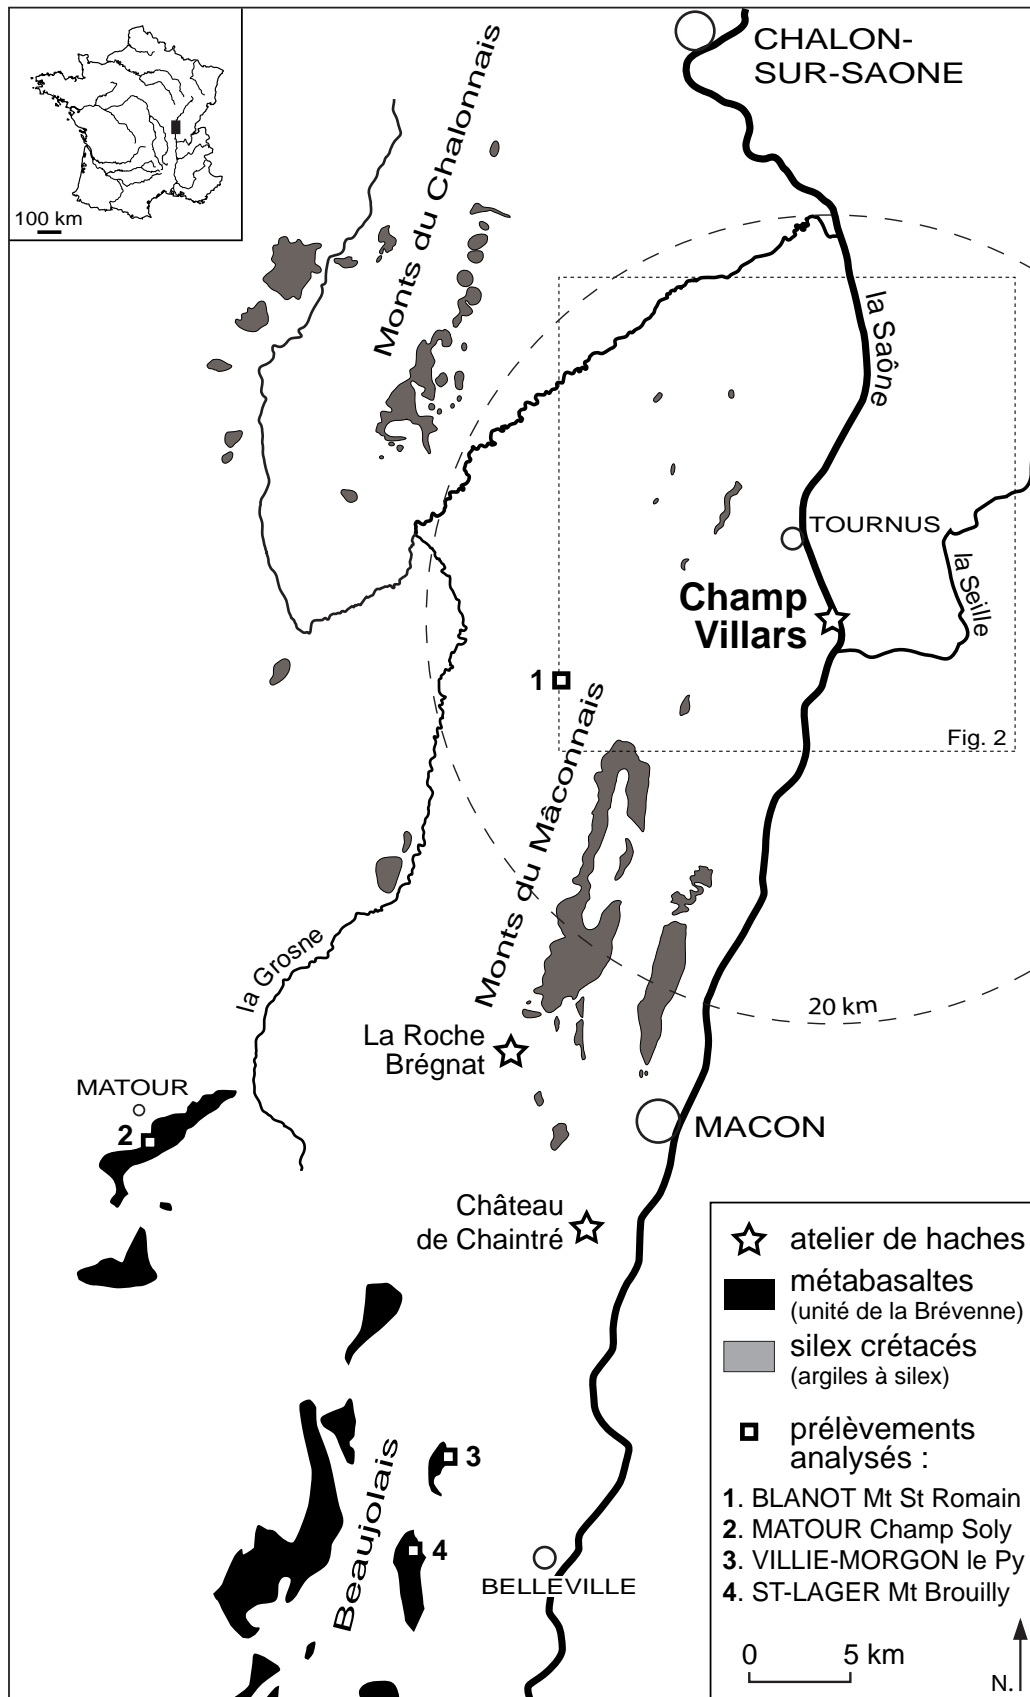 100 km
CHALON-
SUR-SAONE
Monts du Chalonnais
la Saône
TOURNUS
la Seille
Champ
Villars
1
Fig. 2
Monts du Mâconnais
la Grosne
20 km
La Roche
Brégnat
MATOUR
2
MACON
Château
de Chaintré
Beaujolais
3
4
BELLEVILLE
atelier de haches
métabasaltes
(unité de la Brévenne)
silex crétacés
(argiles à silex)
prélèvements
analysés :
1. BLANOT Mt St Romain
2. MATOUR Champ Soly
3. VILLIE-MORGON le Py
4. ST-LAGER Mt Brouilly
0 5 km
N.